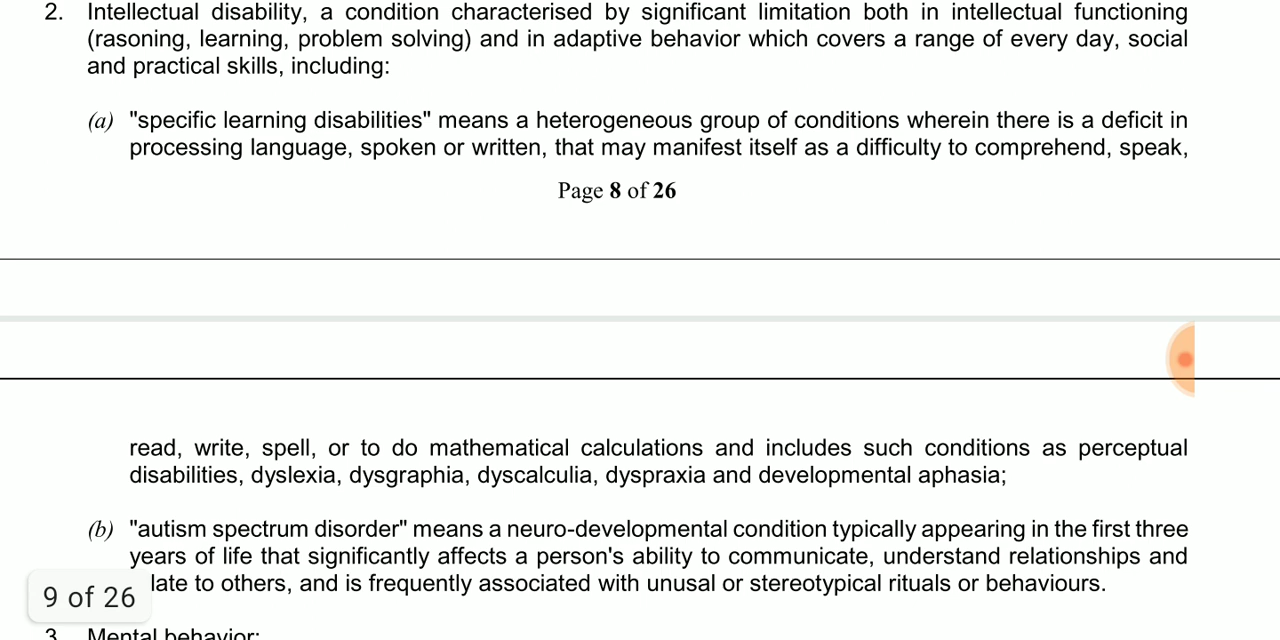 2. Intellectual disability, a condition characterised by significant limitation both in intellectual functioning
(rasoning, learning, problem solving) and in adaptive behavior which covers a range of every day, social
and practical skills, including:
(a) "specific learning disabilities" means a heterogeneous group of conditions wherein there is a deficit in
processing language, spoken or written, that may manifest itself as a difficulty to comprehend, speak,
Page 8 of 26
read, write, spell, or to do mathematical calculations and includes such conditions as perceptual
disabilities, dyslexia, dysgraphia, dyscalculia, dyspraxia and developmental aphasia;
(b) "autism spectrum disorder" means a neuro-developmental condition typically appearing in the first three
years of life that significantly affects a person's ability to communicate, understand relationships and
late to others, and is frequently associated with unusal or stereotypical rituals or behaviours.
9 of 26
3. Mental behavior: